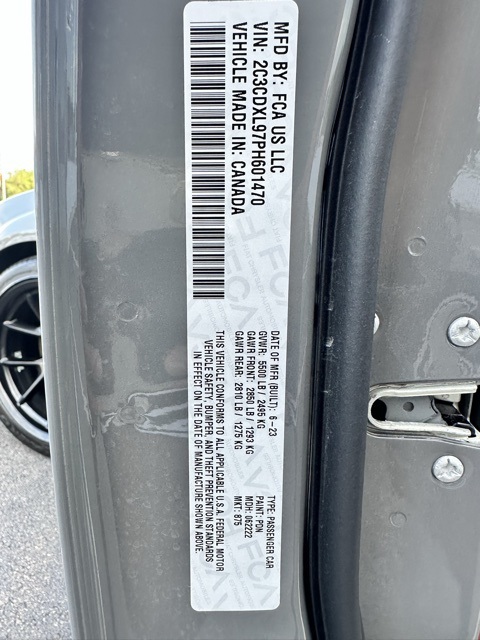 MFD BY: FCA US LLC
VIN: 2C3CDXL97PH601470
VEHICLE MADE IN: CANADA
DATE OF MFR (BUILT): 6-23
GVWR: 5500 LB / 2495 KG
GAWR FRONT: 2850 LB / 1293 KG
GAWR REAR: 2810 LB / 1275 KG
THIS VEHICLE CONFORMS TO ALL APPLICABLE U.S.A. FEDERAL MOTOR
VEHICLE SAFETY, BUMPER, AND THEFT PREVENTION STANDARDS
IN EFFECT ON THE DATE OF MANUFACTURE SHOWN ABOVE.
TYPE: PASSENGER CAR
PAINT: PDN
MDH: 062222
MKT: 875